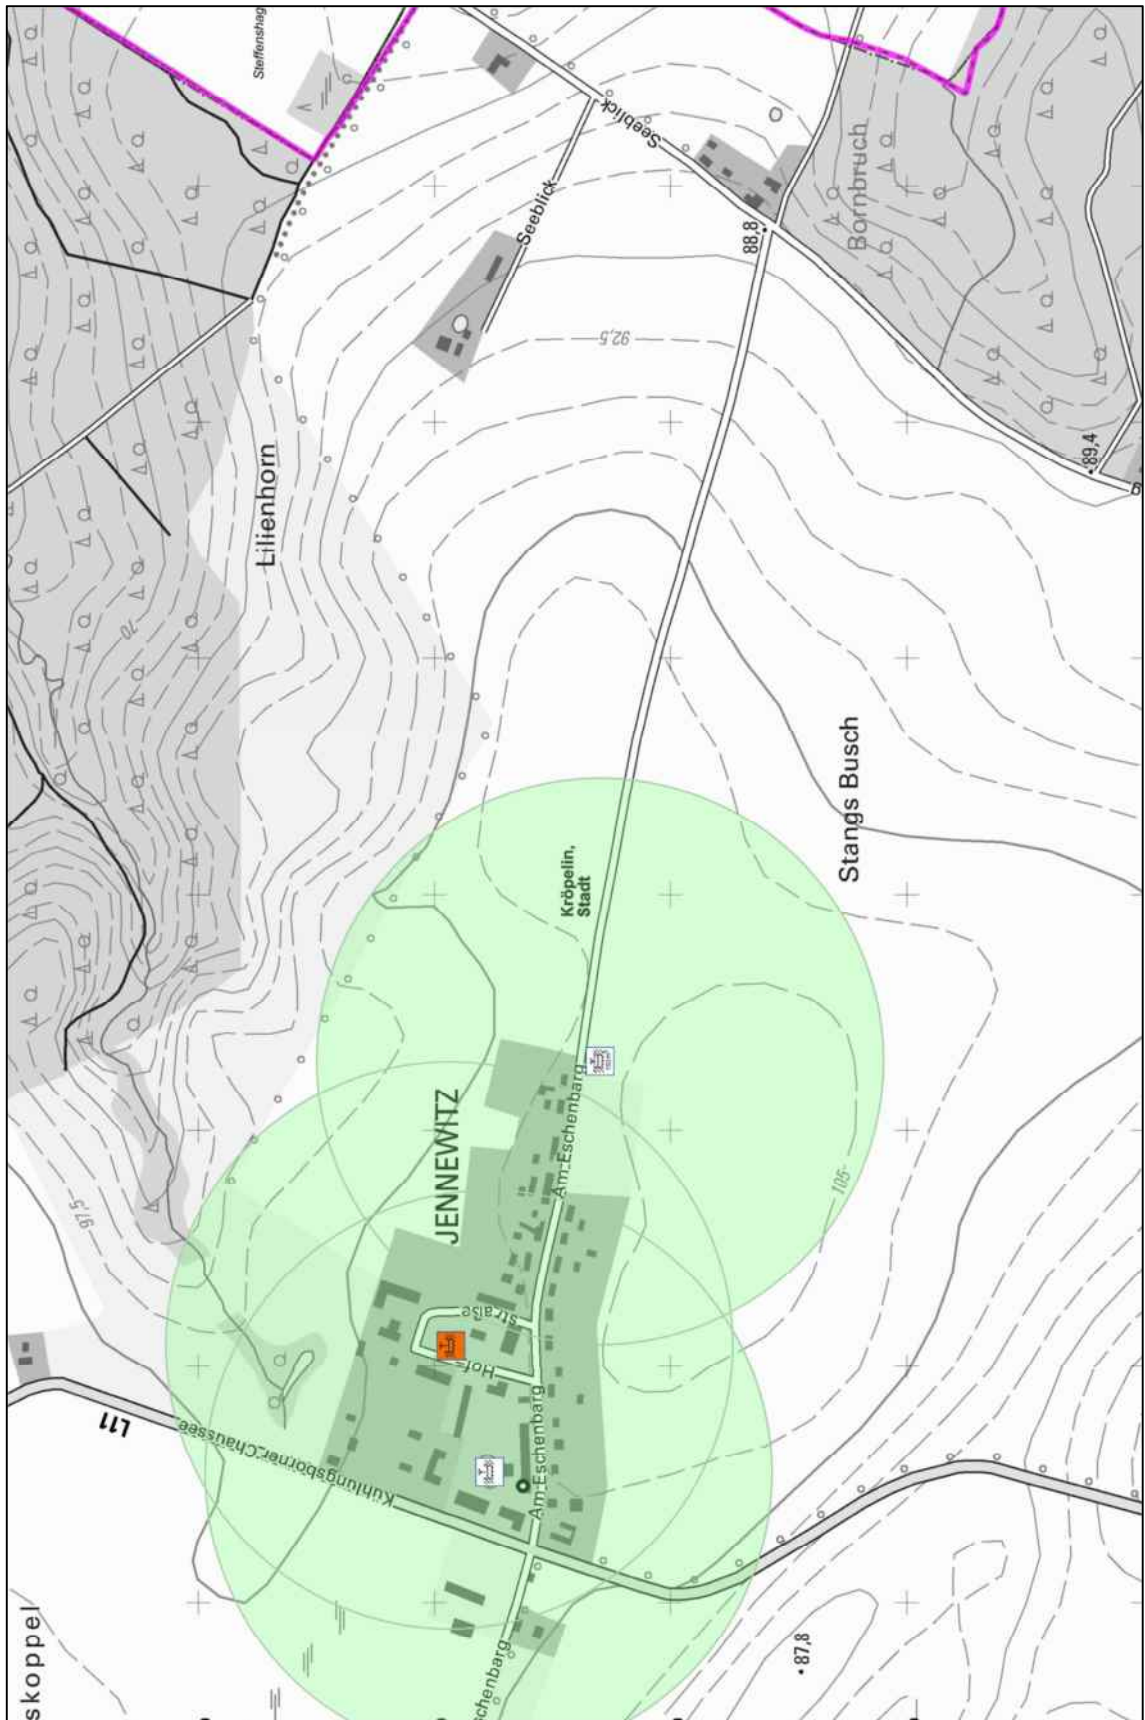 Steffenshag
Seeblick
Seeblick
Bornbruch
88,8
92,5
89,4
Lilienhorn
70
Stangs Busch
Kröpelin,
Stadt
JENNEWITZ
Am Eschenbarg
105
97,5
Straße
Hof-
L11
Kühlungsborner Chaussee
Am Eschenbarg
schenbarg
87,8
skoppel